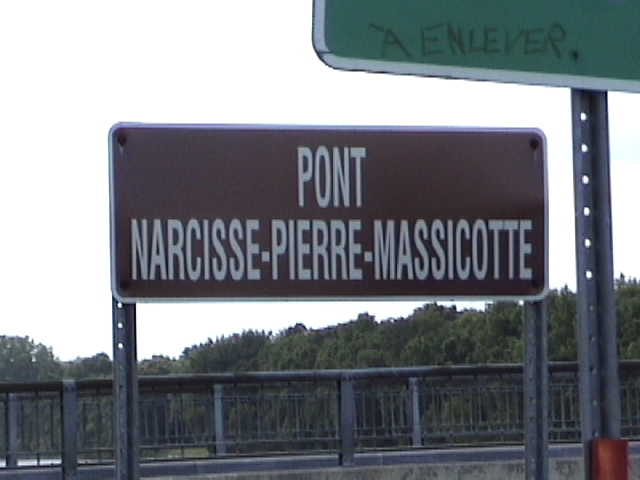 A ENLEVER.
PONT
NARCISSE-PIERRE-MASSICOTTE